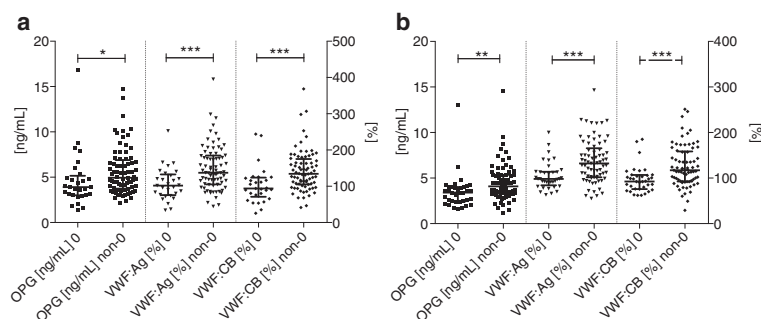 a
b
20
15
10
5
0
[ng/mL]
500
400
300
200
100
0
[%]
*
***
***
OPG [ng/mL] 0
OPG [ng/mL] non-0
VWF:Ag [%] 0
VWF:Ag [%] non-0
VWF:CB [%] 0
VWF:CB [%] non-0
20
15
10
5
0
[ng/mL]
400
300
200
100
0
[%]
**
***
***
OPG [ng/mL] 0
OPG [ng/mL] non-0
VWF:Ag [%] 0
VWF:Ag [%] non-0
VWF:CB [%] 0
VWF:CB [%] non-0